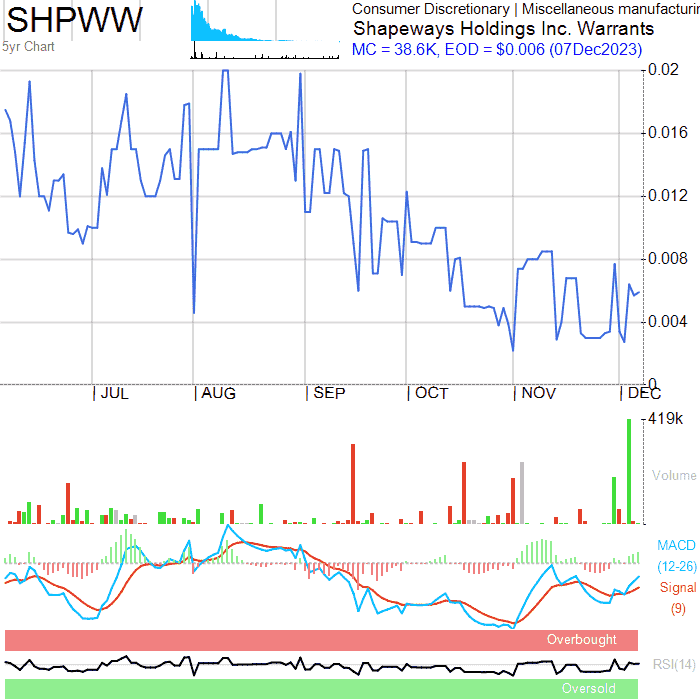 SHPWW
5yr Chart
Consumer Discretionary | Miscellaneous manufacturin
Shapeways Holdings Inc. Warrants
MC = 38.6K, EOD = $0.006 (07Dec2023)
0.02
0.016
0.012
0.008
0.004
0
JUL AUG SEP OCT NOV DEC
419k
Volume
MACD
(12-26)
Signal
(9)
Overbought
RSI(14)
Oversold